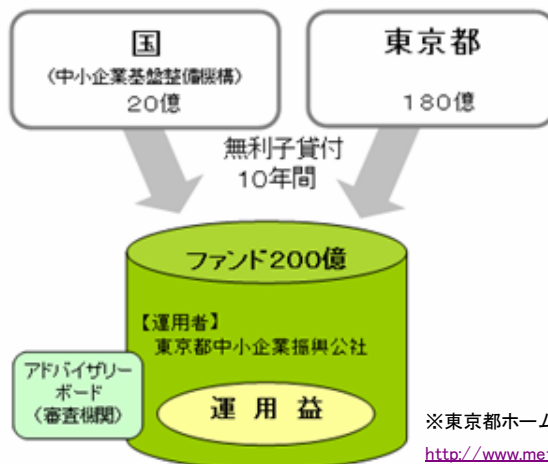 国
（中小企業基盤整備機構）
20億
東京都
180億
無利子貸付
10年間
ファンド200億
【運用者】
東京都中小企業振興公社
アドバイザリー
ボード
（審査機関）
運用益
※東京都ホーム
http://www.me